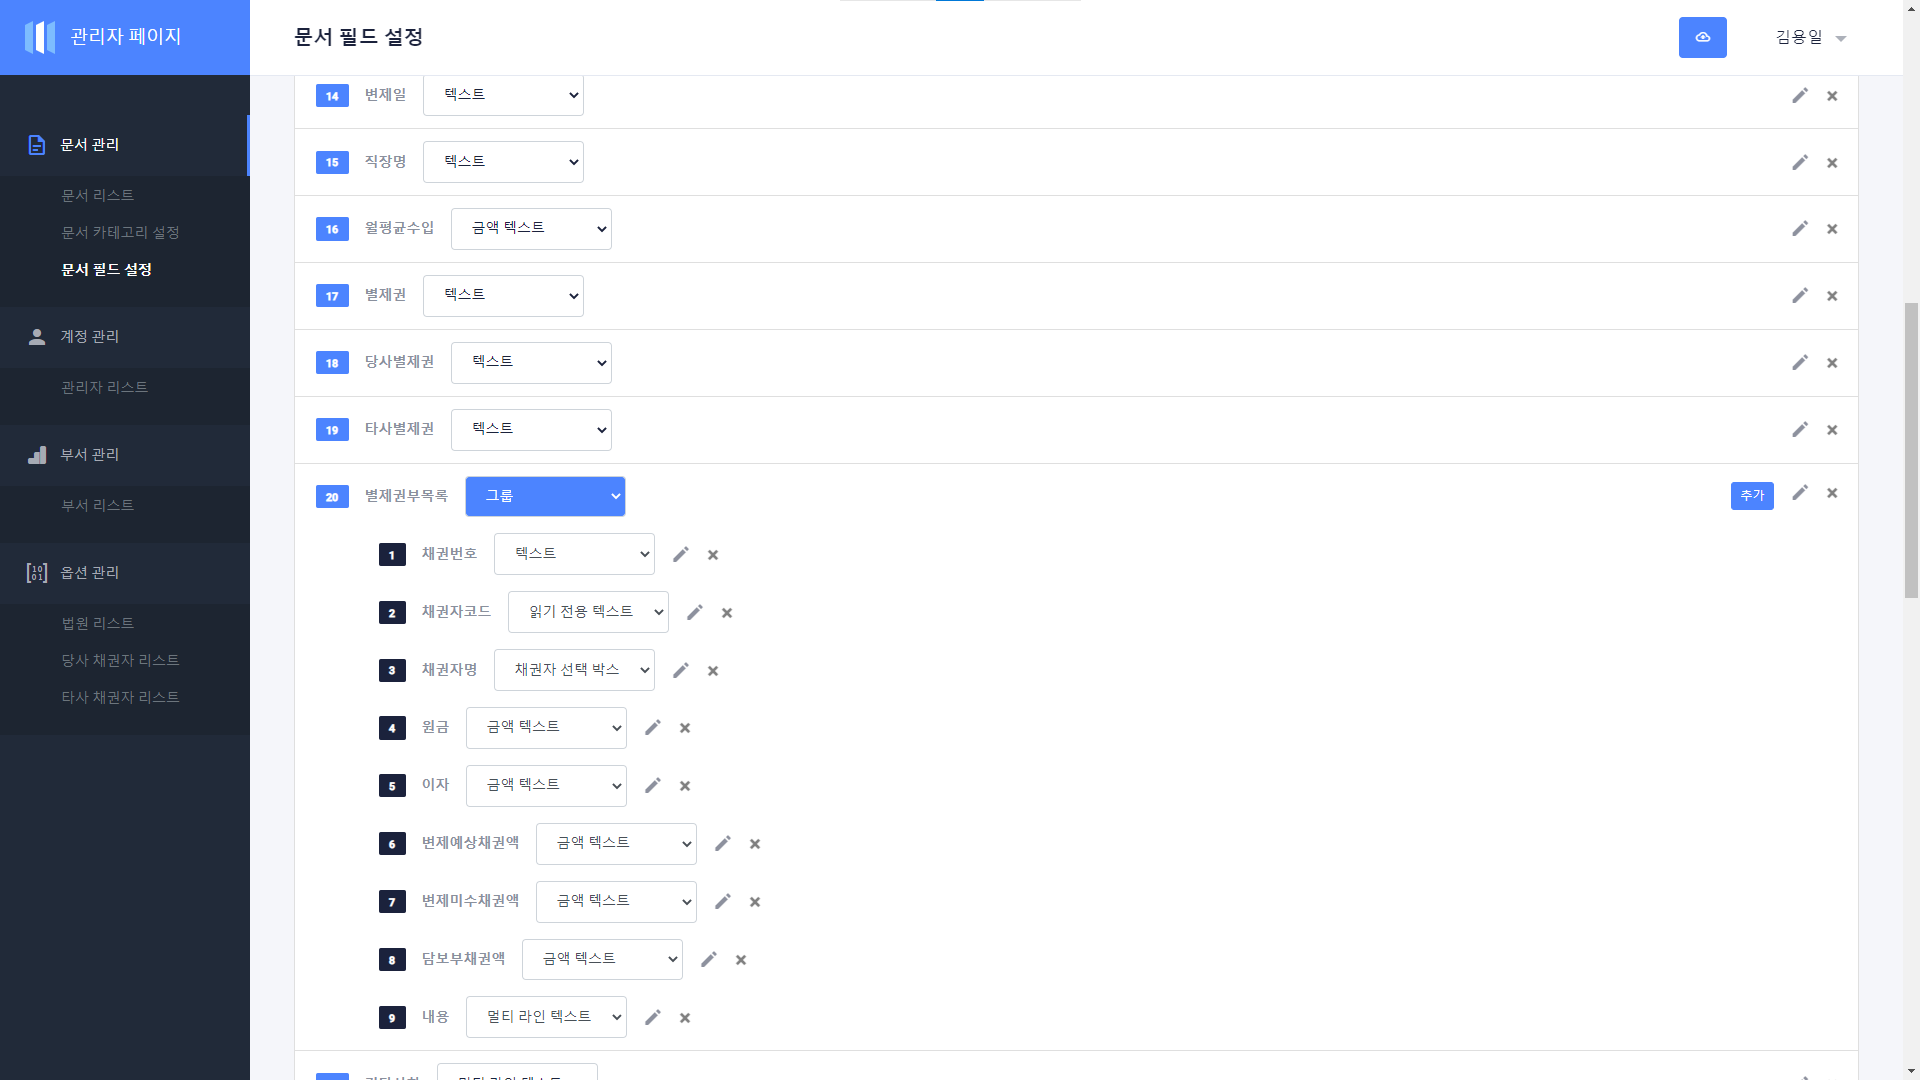 관리자 페이지
문서 필드 설정
김용일
문서 관리
문서 리스트
문서 카테고리 설정
문서 필드 설정
계정 관리
관리자 리스트
부서 관리
부서 리스트
옵션 관리
법원 리스트
당사 채권자 리스트
타사 채권자 리스트
14 변제일 텍스트
15 직장명 텍스트
16 월평균수입 금액 텍스트
17 별제권 텍스트
18 당사별제권 텍스트
19 타사별제권 텍스트
20 별제권부목록 그룹 추가
1 채권번호 텍스트
2 채권자코드 읽기 전용 텍스트
3 채권자명 채권자 선택 박스
4 원금 금액 텍스트
5 이자 금액 텍스트
6 변제예상채권액 금액 텍스트
7 변제미수채권액 금액 텍스트
8 담보부채권액 금액 텍스트
9 내용 멀티 라인 텍스트